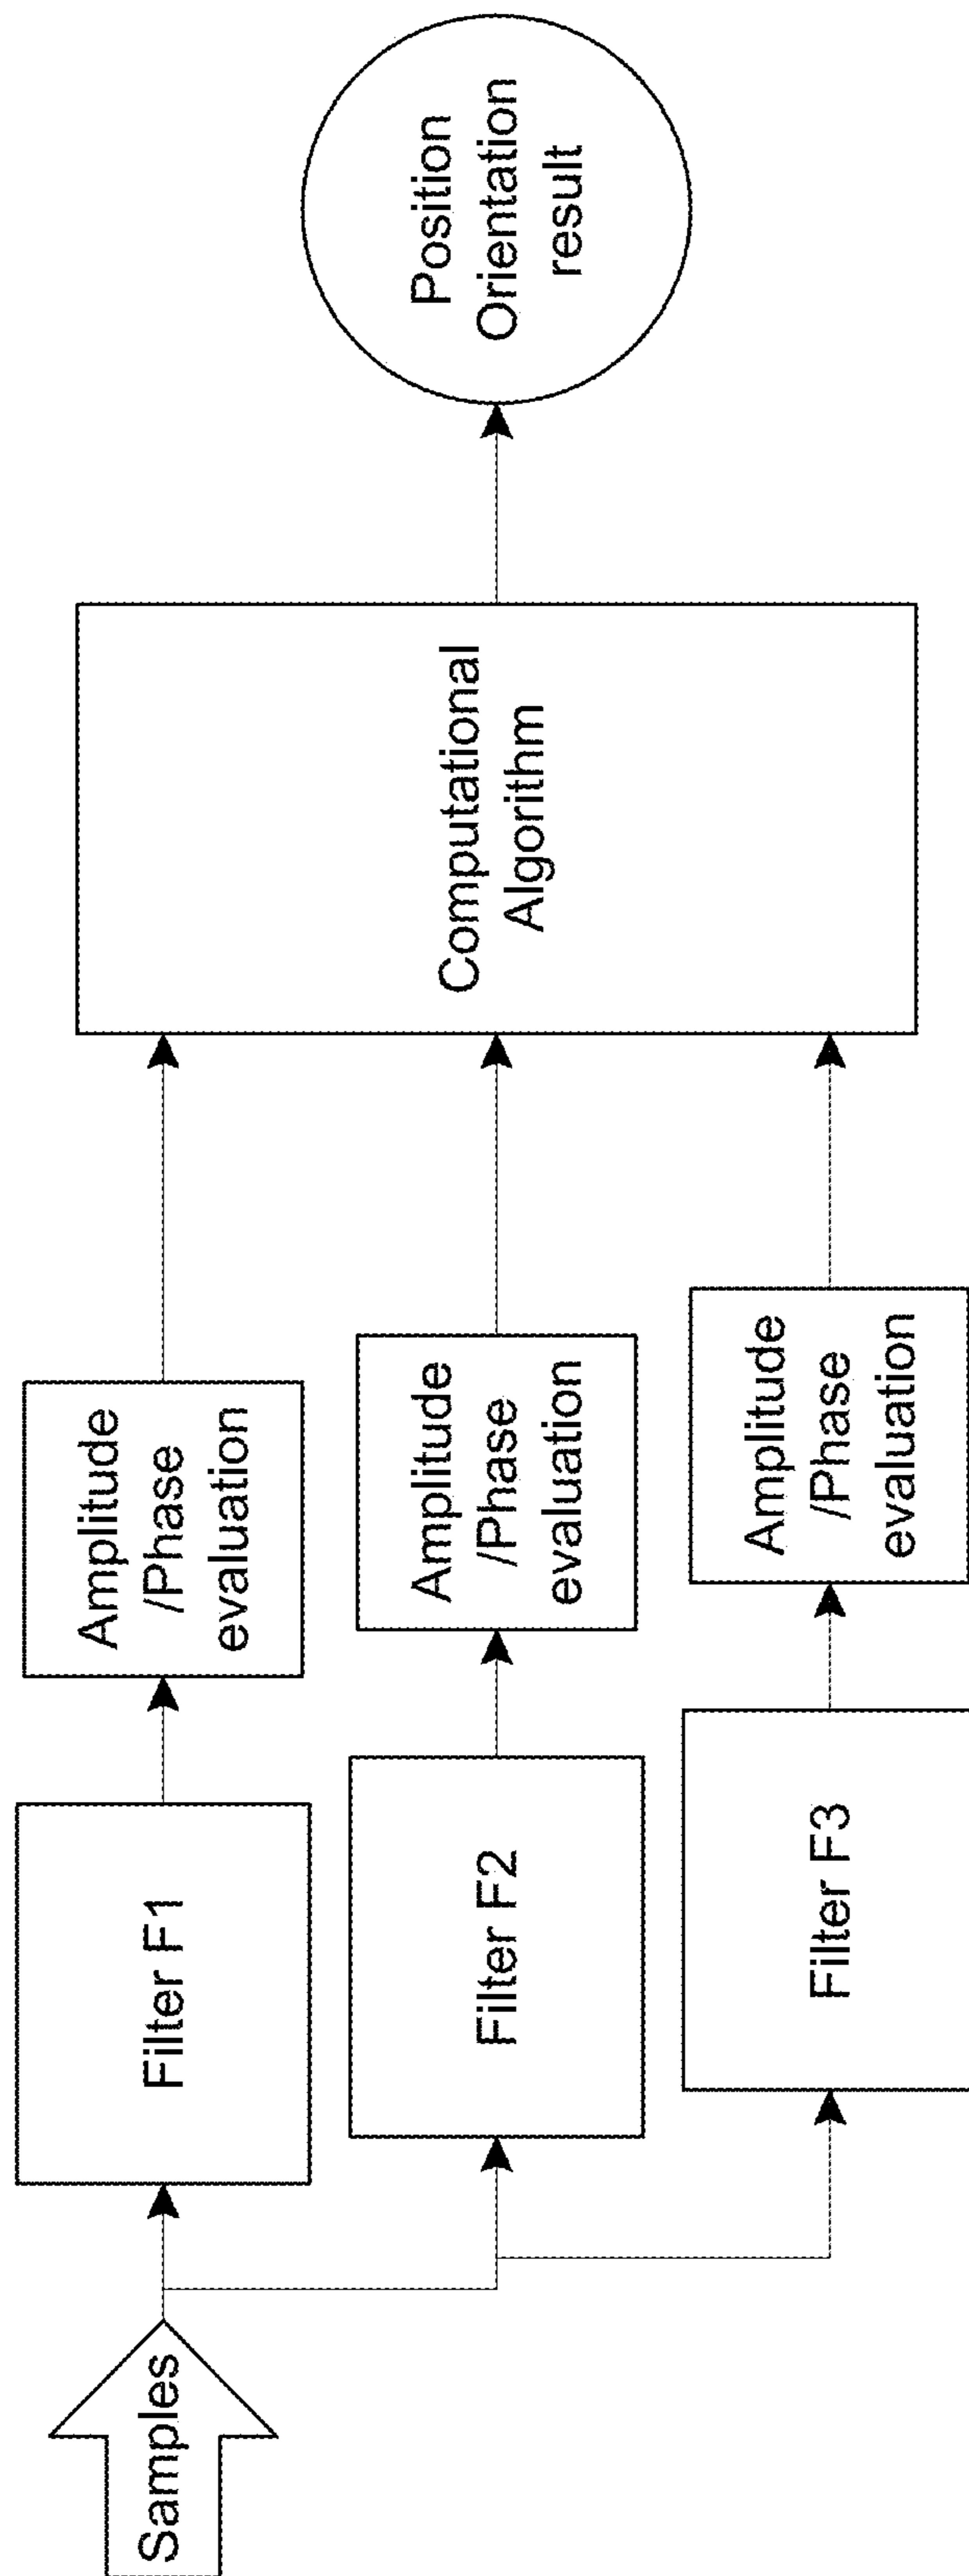 Samples
Filter F1
Amplitude
/Phase
evaluation
Filter F2
Amplitude
/Phase
evaluation
Filter F3
Amplitude
/Phase
evaluation
Computational
Algorithm
Position
Orientation
result